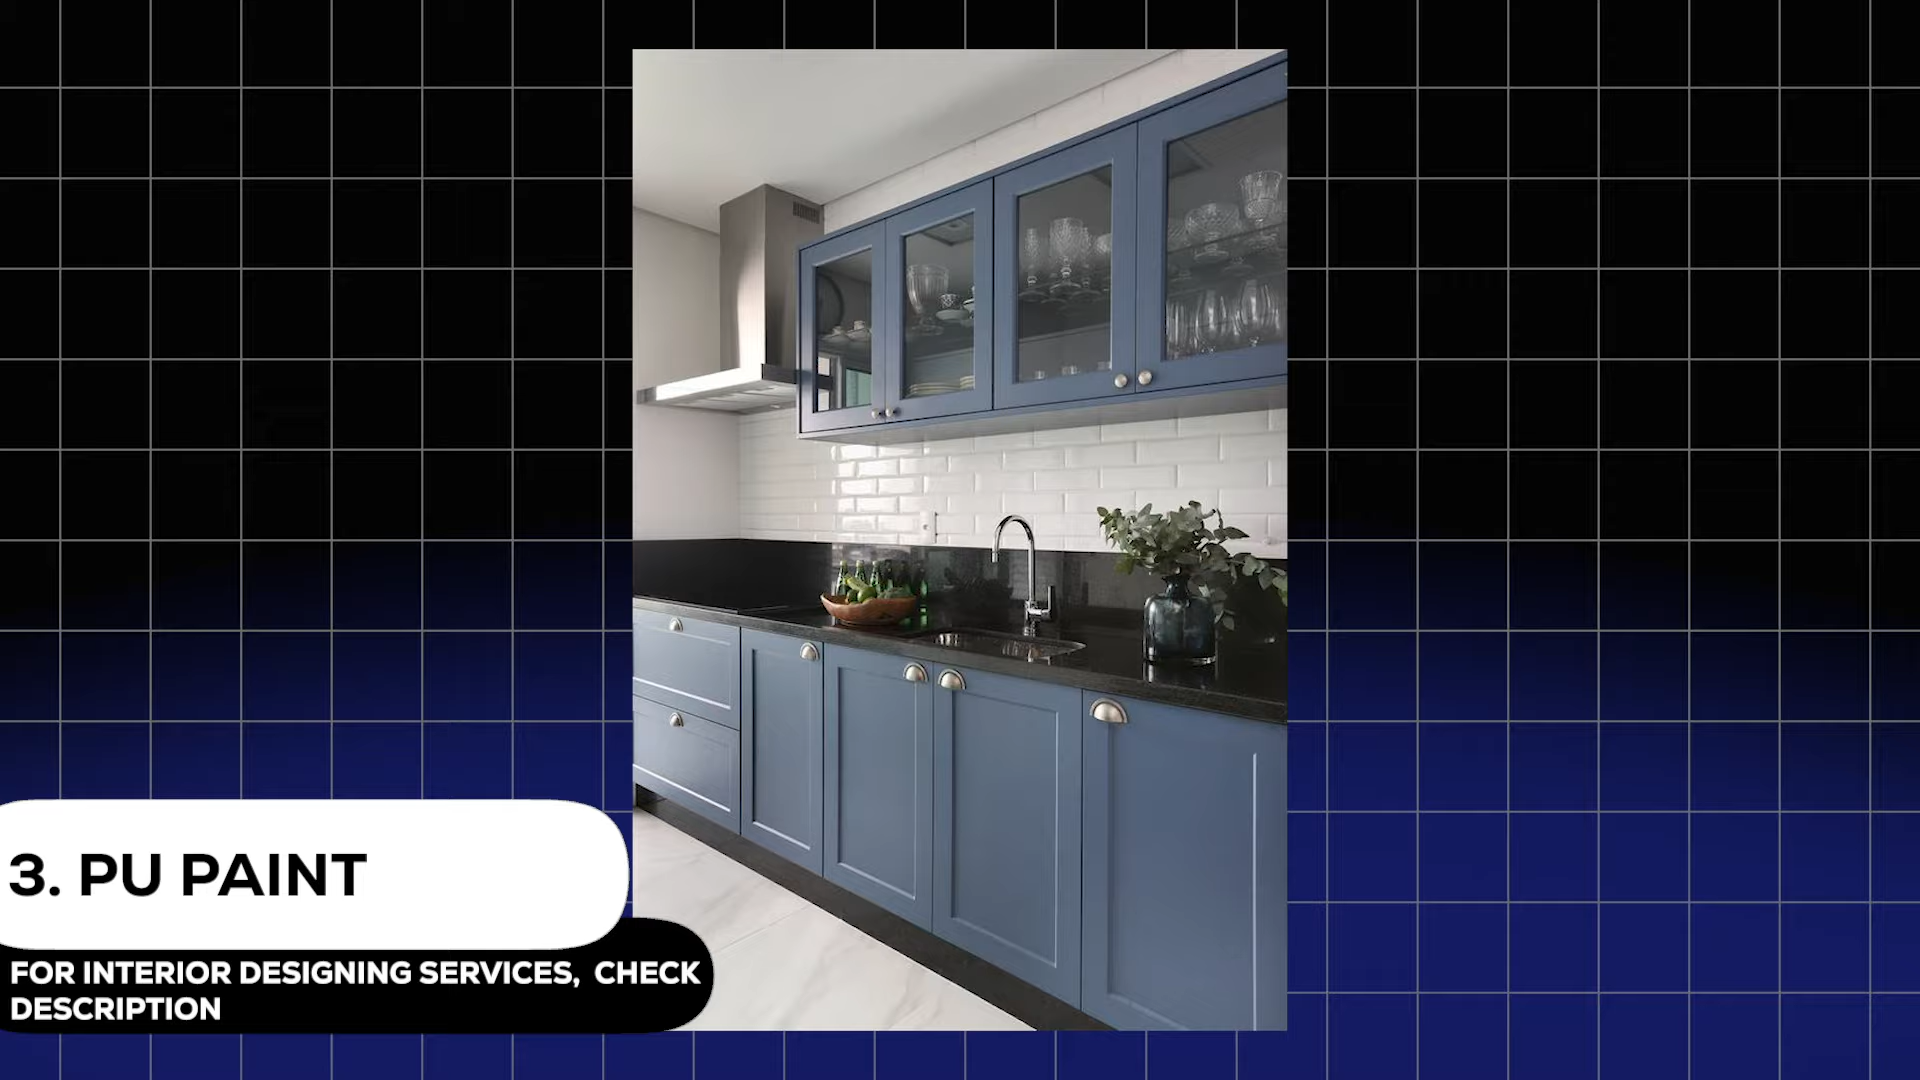 3. PU PAINT
FOR INTERIOR DESIGNING SERVICES, CHECK
DESCRIPTION